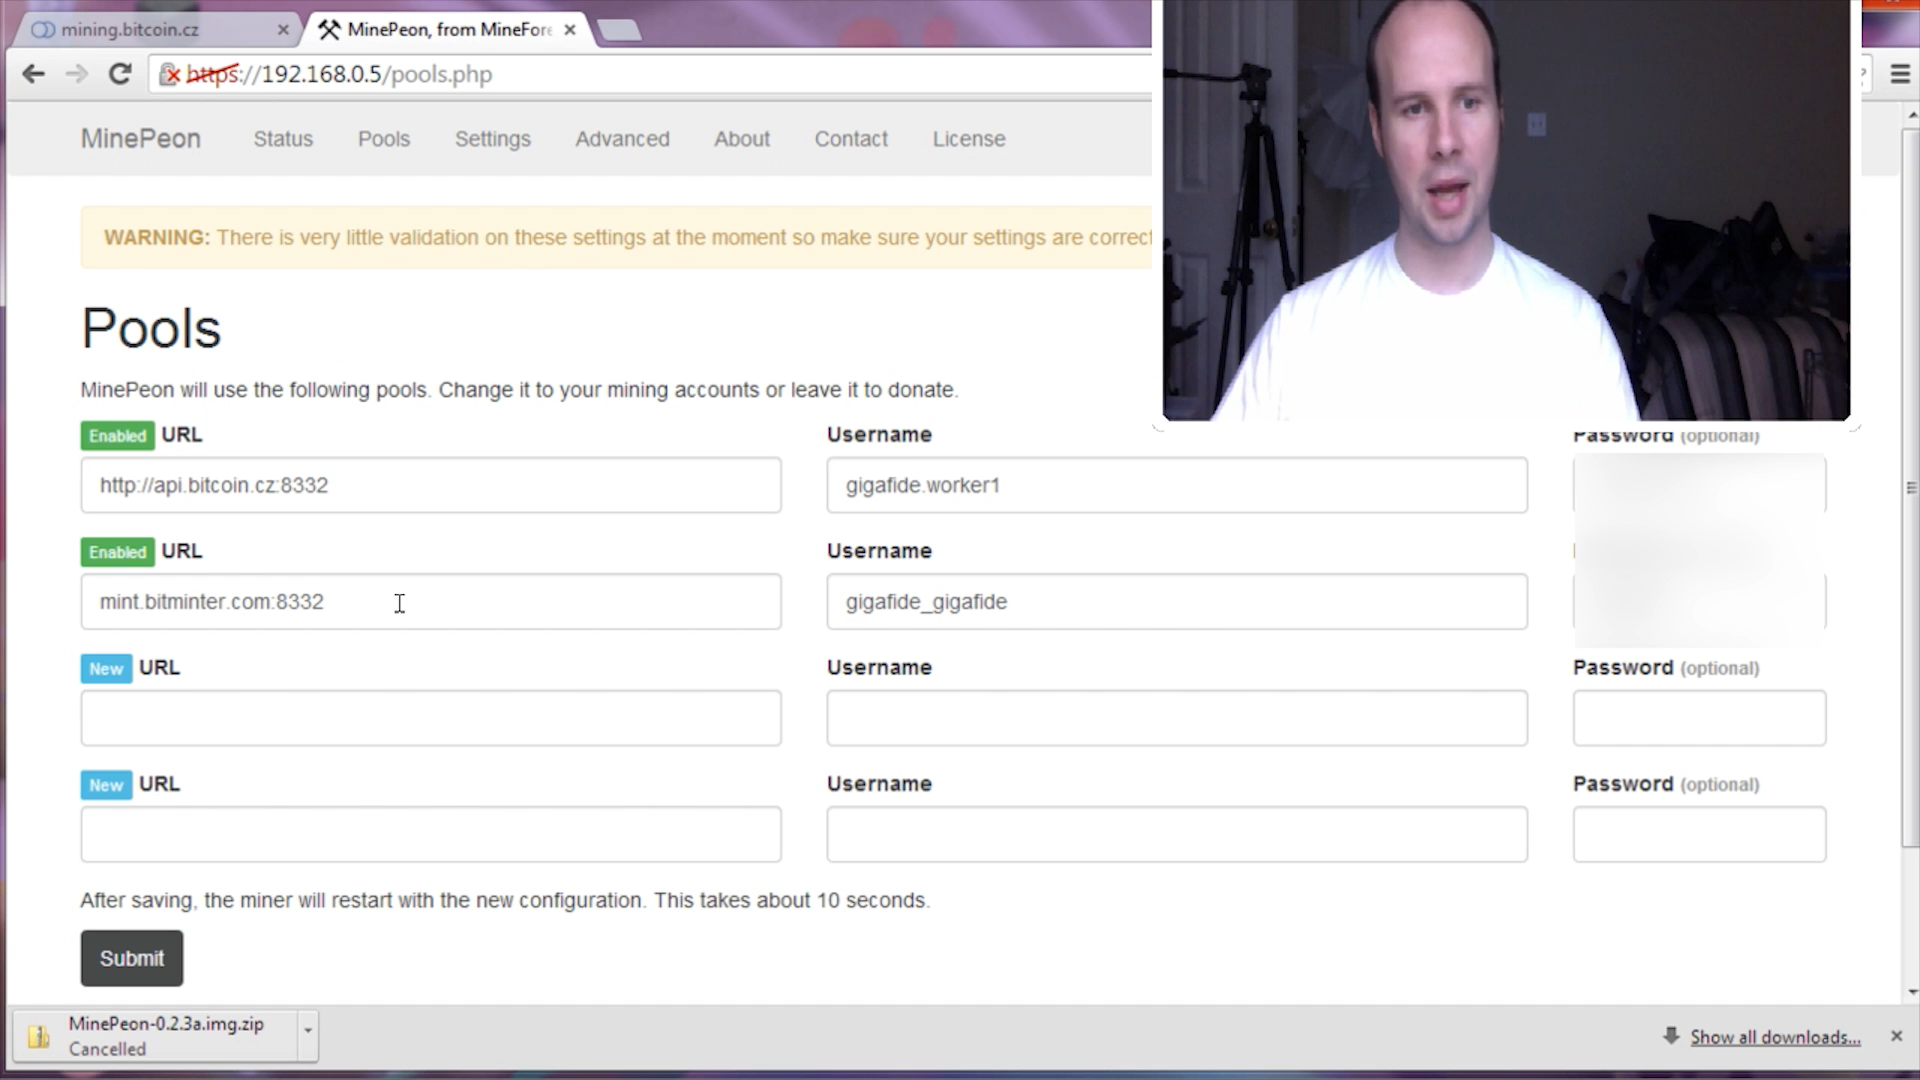 mining.bitcoin.cz
MinePeon, from MineFore
https://192.168.0.5/pools.php
MinePeon Status Pools Settings Advanced About Contact License
WARNING: There is very little validation on these settings at the moment so make sure your settings are correct
Pools
MinePeon will use the following pools. Change it to your mining accounts or leave it to donate.
Enabled URL Username Password (optional)
http://api.bitcoin.cz:8332 gigafide.worker1
Enabled URL Username
mint.bitminter.com:8332 gigafide_gigafide
New URL Username Password (optional)
New URL Username Password (optional)
After saving, the miner will restart with the new configuration. This takes about 10 seconds.
Submit
MinePeon-0.2.3a.img.zip
Cancelled
Show all downloads...